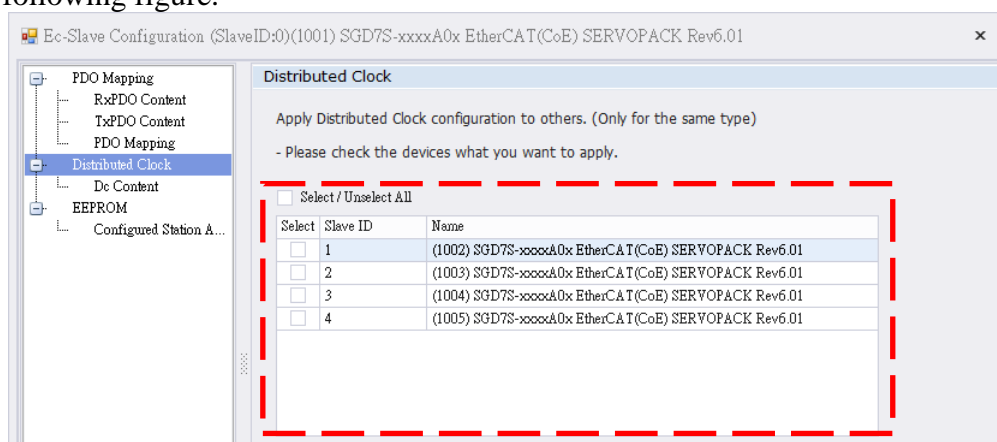 following figure.
Ec-Slave Configuration (SlaveID:0)(1001) SGD7S-xxxxA0x EtherCAT(CoE) SERVOPACK Rev6.01
PDO Mapping
RxPDO Content
TxPDO Content
PDO Mapping
Distributed Clock
Dc Content
EEPROM
Configured Station A...
Distributed Clock
Apply Distributed Clock configuration to others. (Only for the same type)
- Please check the devices what you want to apply.
Select / Unselect All
Select Slave ID Name
1 (1002) SGD7S-xxxxA0x EtherCAT(CoE) SERVOPACK Rev6.01
2 (1003) SGD7S-xxxxA0x EtherCAT(CoE) SERVOPACK Rev6.01
3 (1004) SGD7S-xxxxA0x EtherCAT(CoE) SERVOPACK Rev6.01
4 (1005) SGD7S-xxxxA0x EtherCAT(CoE) SERVOPACK Rev6.01